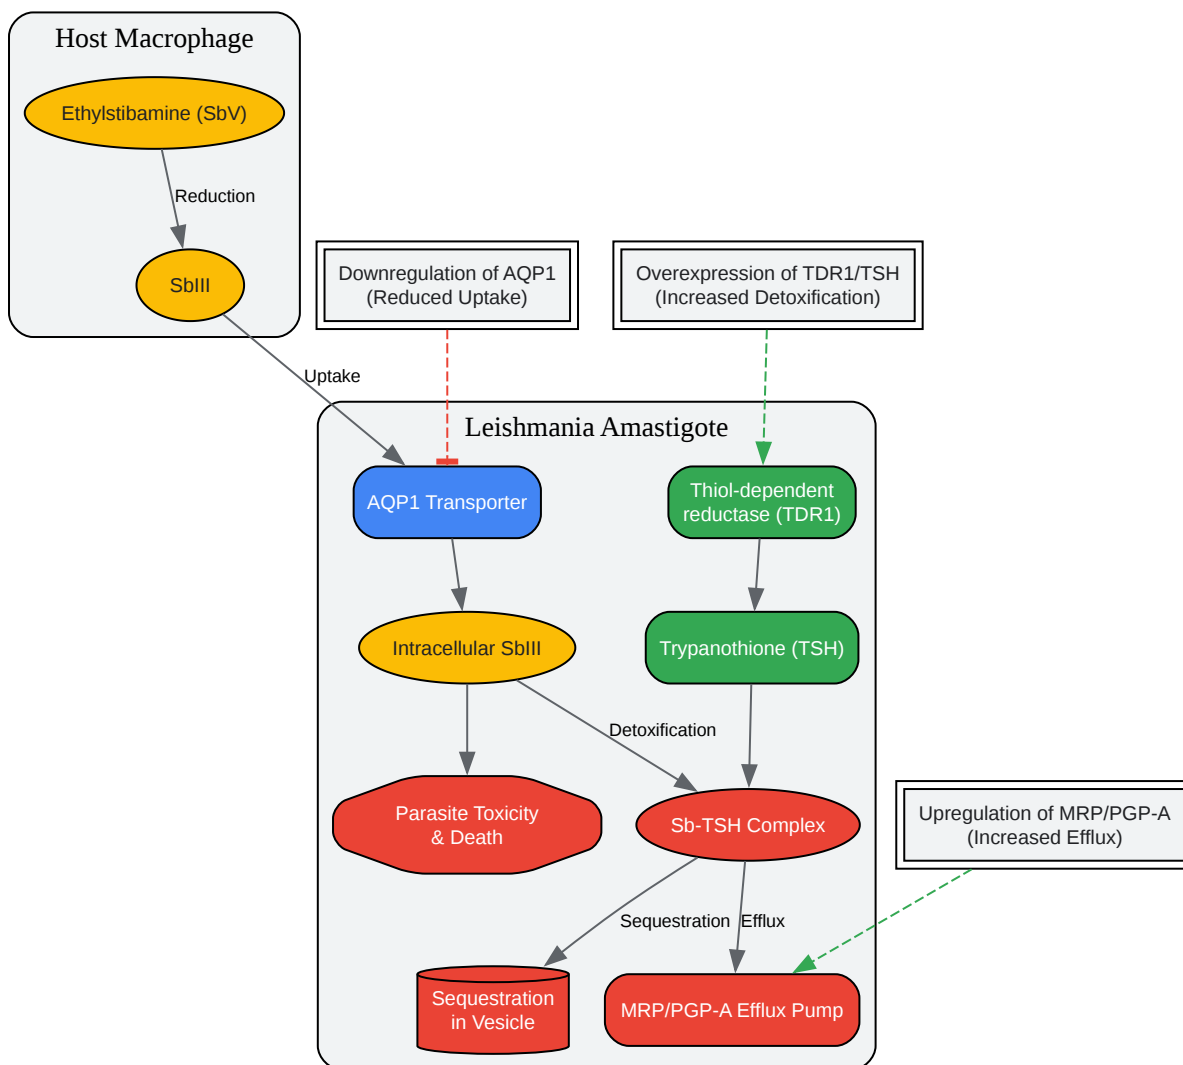 Host Macrophage
Ethylstibamine (SbV)
Reduction
SbIII
Downregulation of AQP1
(Reduced Uptake)
Overexpression of TDR1/TSH
(Increased Detoxification)
Uptake
Leishmania Amastigote
AQP1 Transporter
Thiol-dependent
reductase (TDR1)
Intracellular SbIII
Trypanothione (TSH)
Detoxification
Parasite Toxicity
& Death
Sb-TSH Complex
Upregulation of MRP/PGP-A
(Increased Efflux)
Sequestration
Efflux
Sequestration
in Vesicle
MRP/PGP-A Efflux Pump